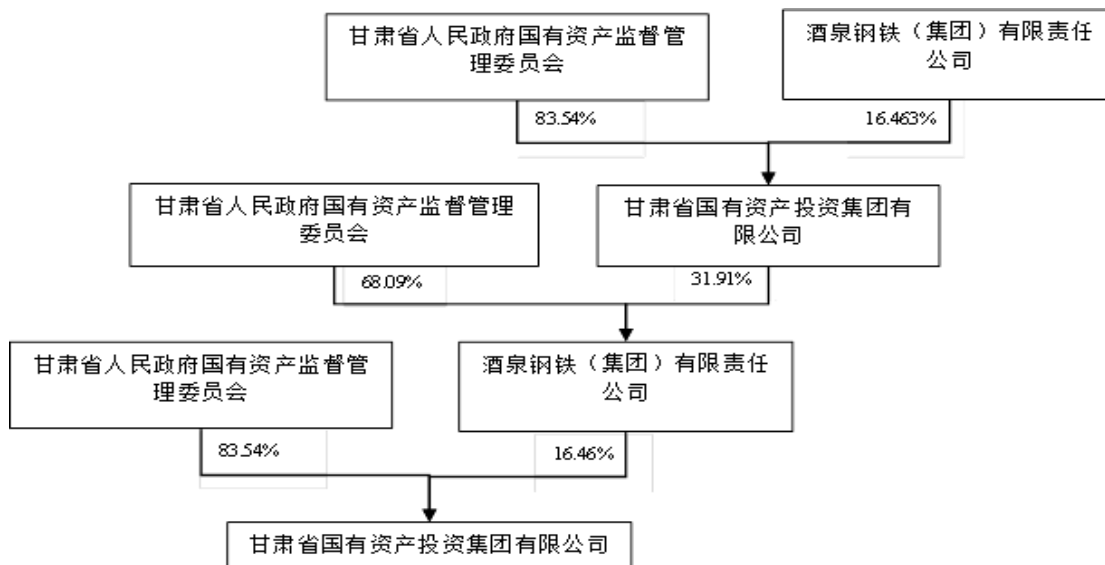 甘肃省人民政府国有资产监督管
理委员会
酒泉钢铁（集团）有限责任
公司
83.54%
16.463%
甘肃省人民政府国有资产监督管理
委员会
甘肃省国有资产投资集团有
限公司
68.09%
31.91%
甘肃省人民政府国有资产监督管
理委员会
酒泉钢铁（集团）有限责任
公司
83.54%
16.46%
甘肃省国有资产投资集团有限公司